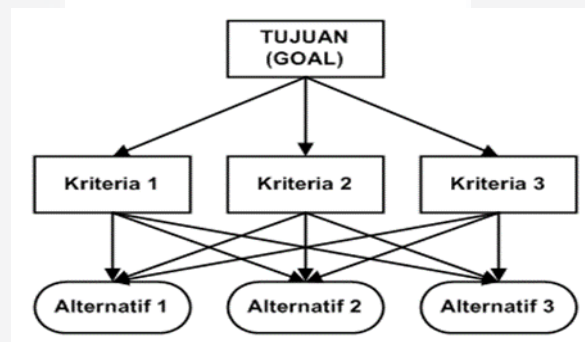 TUJUAN
(GOAL)
Kriteria 1
Kriteria 2
Kriteria 3
Alternatif 1
Alternatif 2
Alternatif 3